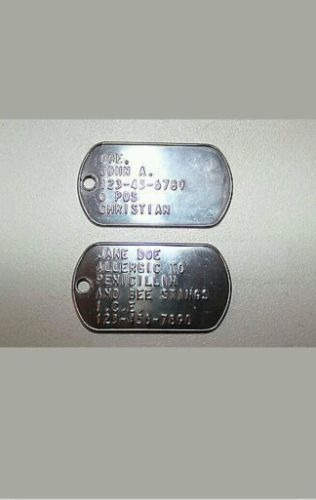 DOE,
JOHN A.
123-45-6789
O POS
CHRISTIAN
JANE DOE
ALLERGIC TO
PENICILLIN
AND BEE STINGS
I.C.E.
123-456-7890